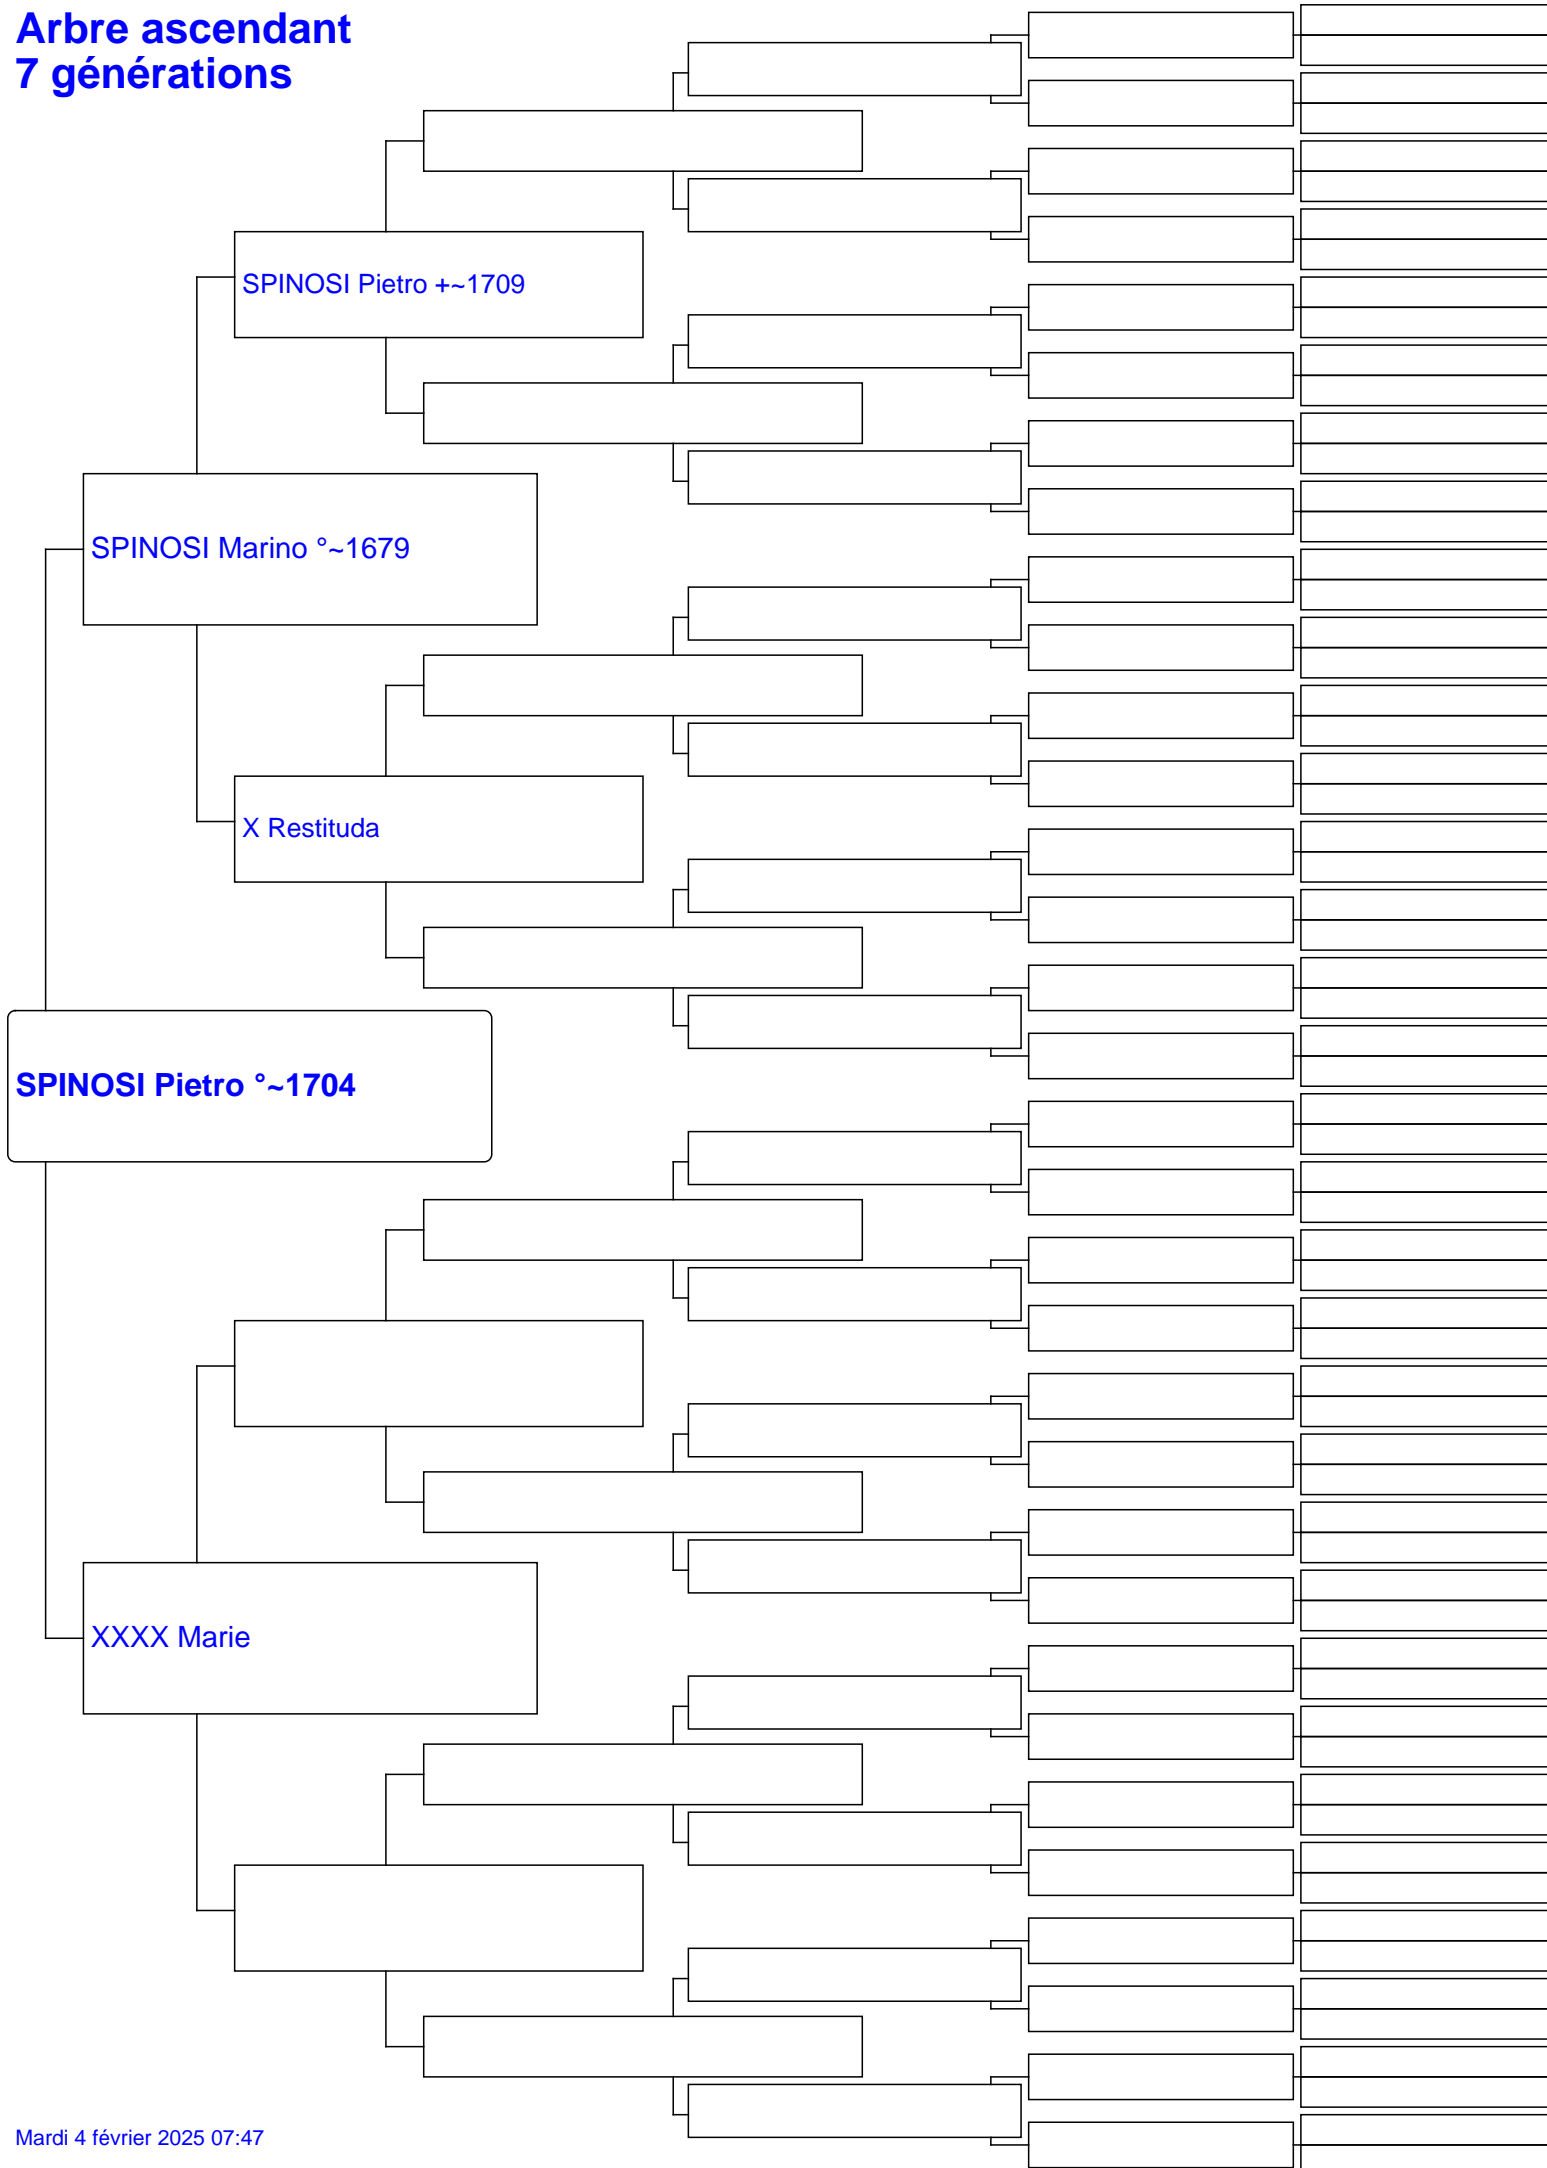 Arbre ascendant
7 générations
SPINOSI Pietro +~1709
SPINOSI Marino °~1679
X Restituda
SPINOSI Pietro °~1704
XXXX Marie
Mardi 4 février 2025 07:47